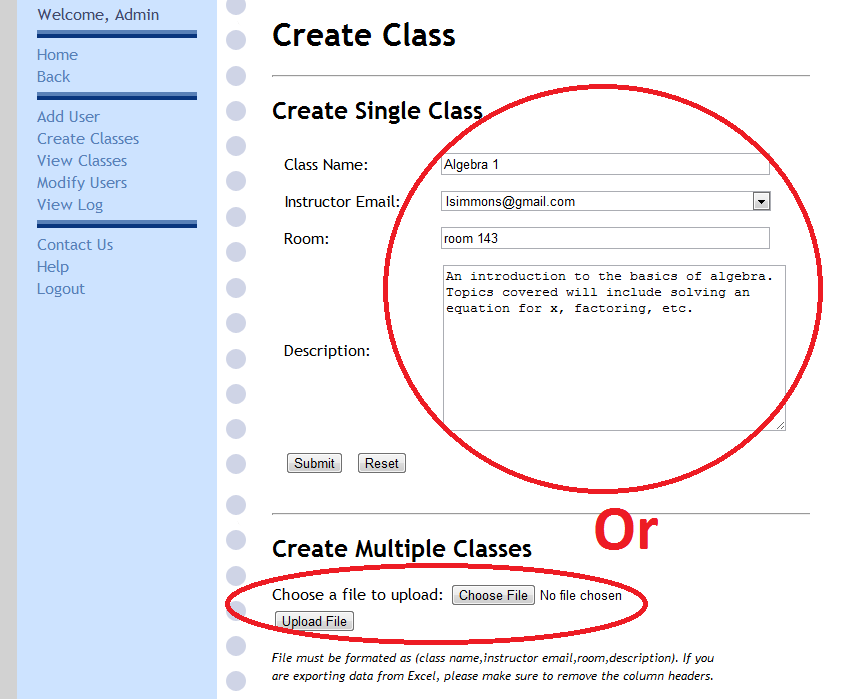 Welcome, Admin
Home
Back
Add User
Create Classes
View Classes
Modify Users
View Log
Contact Us
Help
Logout
Create Class
Create Single Class
Class Name: Algebra 1
Instructor Email: lsimmons@gmail.com
Room: room 143
Description:
An introduction to the basics of algebra.
Topics covered will include solving an
equation for x, factoring, etc.
Submit Reset
Or
Create Multiple Classes
Choose a file to upload: Choose File No file chosen
Upload File
File must be formated as (class name,instructor email,room,description). If you
are exporting data from Excel, please make sure to remove the column headers.